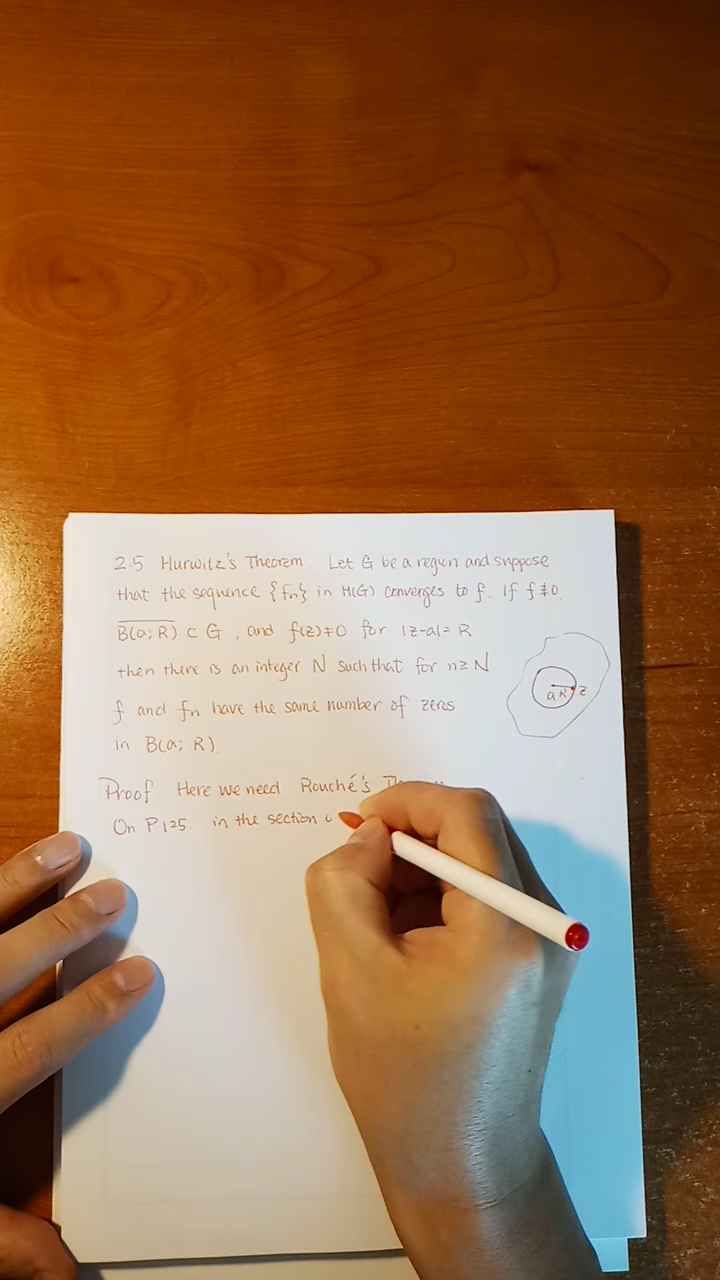 2.5 Hurwitz's Theorem. Let G be a region and suppose
that the sequence {fn} in H(G) converges to f. If f≢0,
B̅(̅a̅;̅ ̅R̅)̅ ⊂ G, and f(z)≠0 for |z-a|= R
then there is an integer N such that for n≥N
f and fn have the same number of zeros
in B(a; R).
a R z
Proof. Here we need Rouché's
On P125. in the section